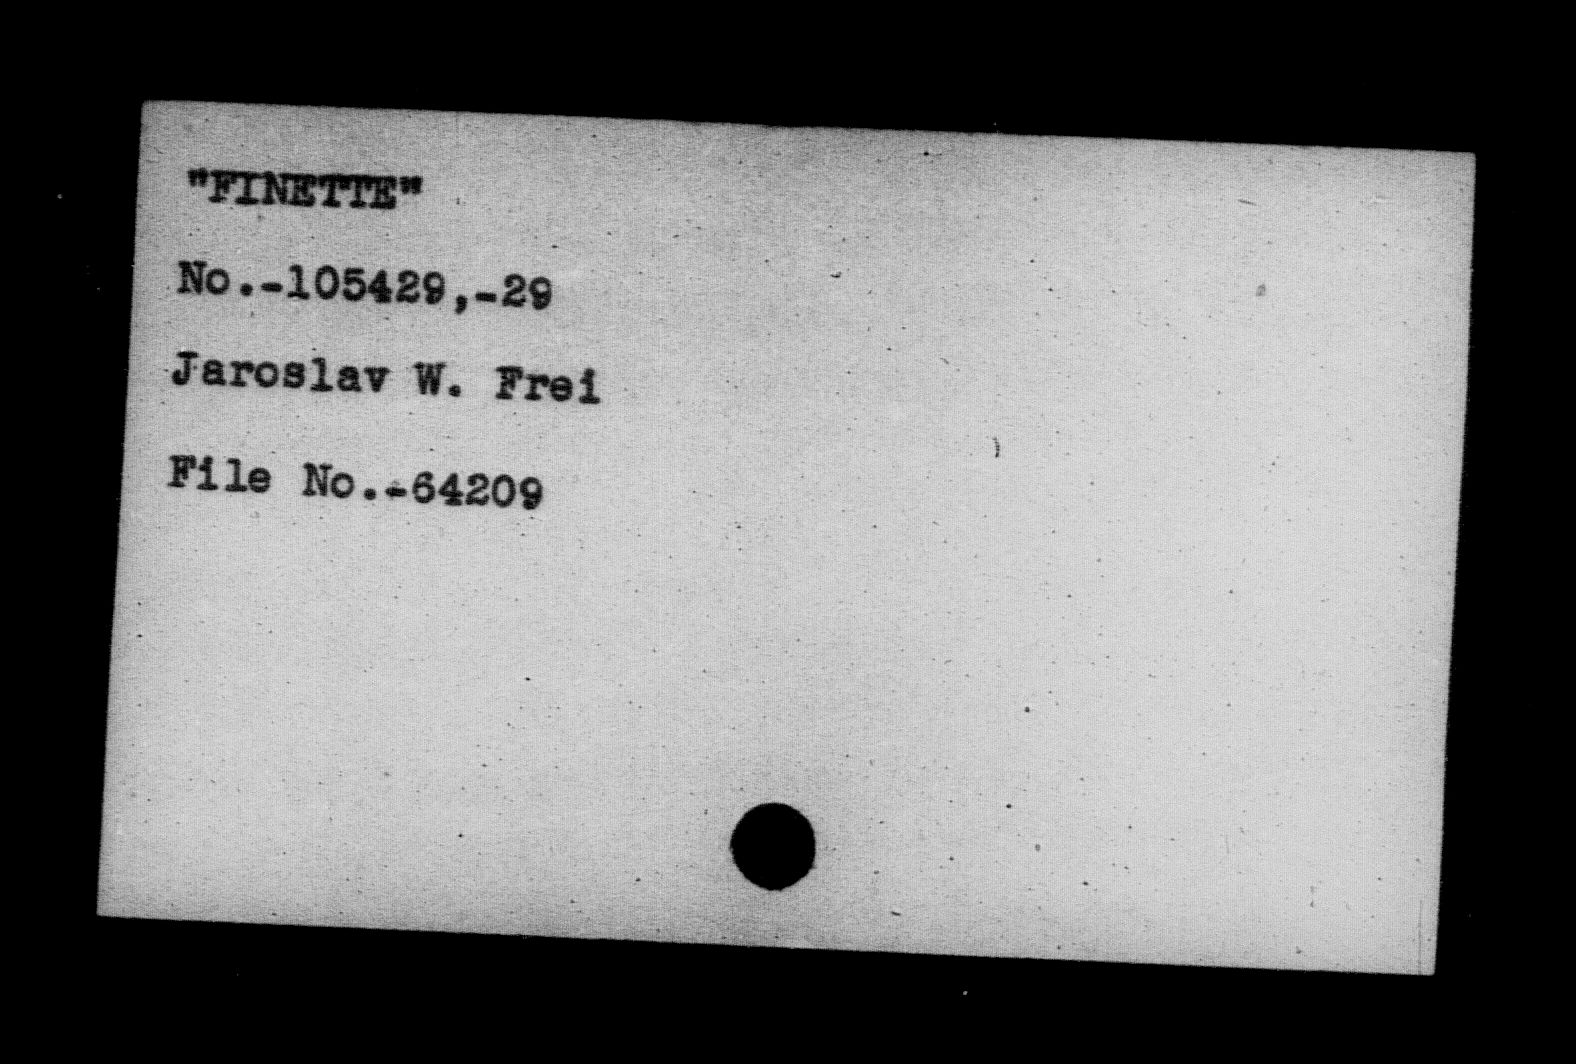 "FINETTE"
No.-105429,-29
Jaroslav W. Frei
File No.-64209